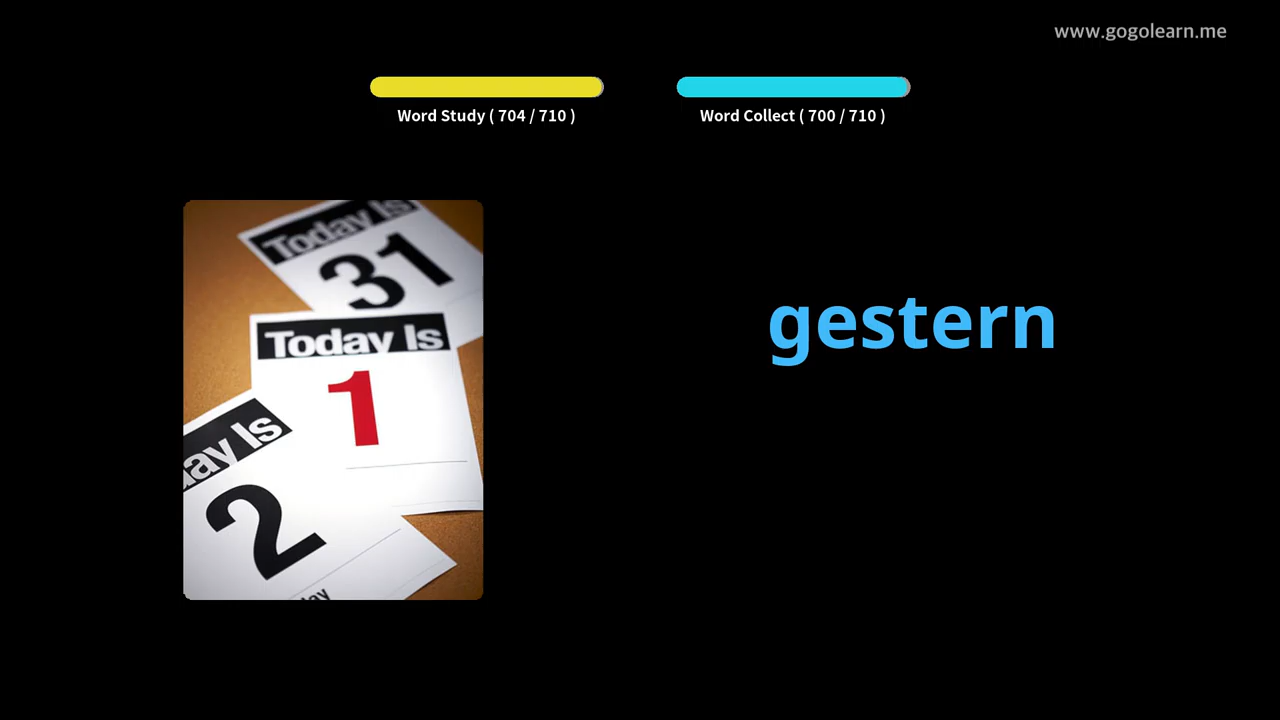 www.gogolearn.me
Word Study ( 704 / 710 )
Word Collect ( 700 / 710 )
Today Is
31
Today Is
1
ay Is
2
gestern